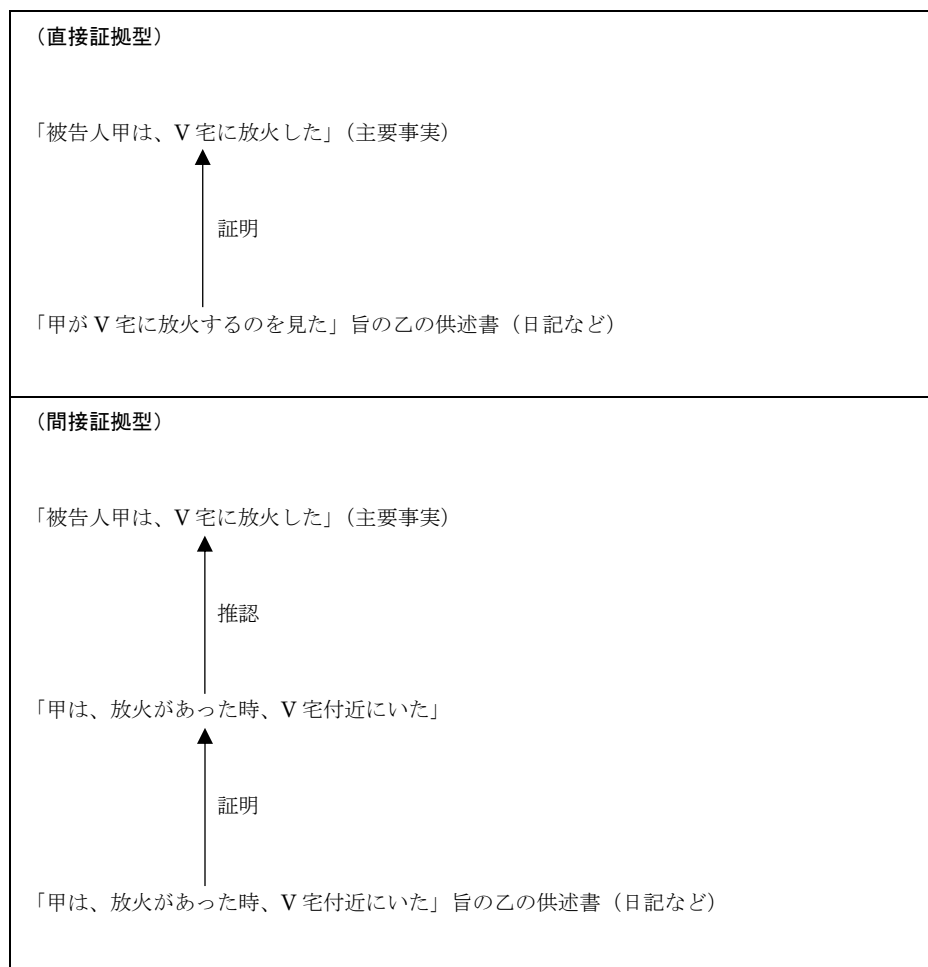 （直接証拠型）
「被告人甲は、V 宅に放火した」（主要事実）
証明
「甲が V 宅に放火するのを見た」旨の乙の供述書（日記など）
（間接証拠型）
「被告人甲は、V 宅に放火した」（主要事実）
推認
「甲は、放火があった時、V 宅付近にいた」
証明
「甲は、放火があった時、V 宅付近にいた」旨の乙の供述書（日記など）